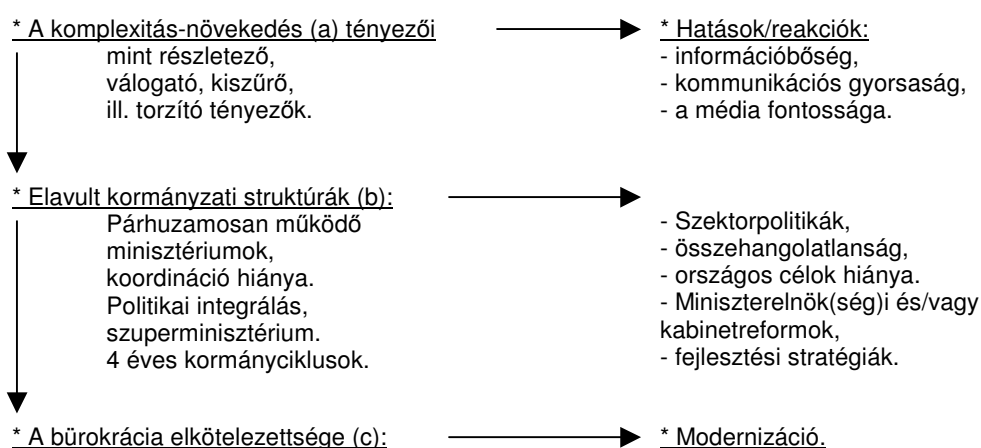 * A komplexitás-növekedés (a) tényezői
mint részletező,
válogató, kiszűrő,
ill. torzító tényezők.
* Hatások/reakciók:
- információbőség,
- kommunikációs gyorsaság,
- a média fontossága.
* Elavult kormányzati struktúrák (b):
Párhuzamosan működő
minisztériumok,
koordináció hiánya.
Politikai integrálás,
szuperminisztérium.
4 éves kormányciklusok.
- Szektorpolitikák,
- összehangolatlanság,
- országos célok hiánya.
- Miniszterelnök(ség)i és/vagy
kabinetreformok,
- fejlesztési stratégiák.
* A bürokrácia elkötelezettsége (c):
* Modernizáció.